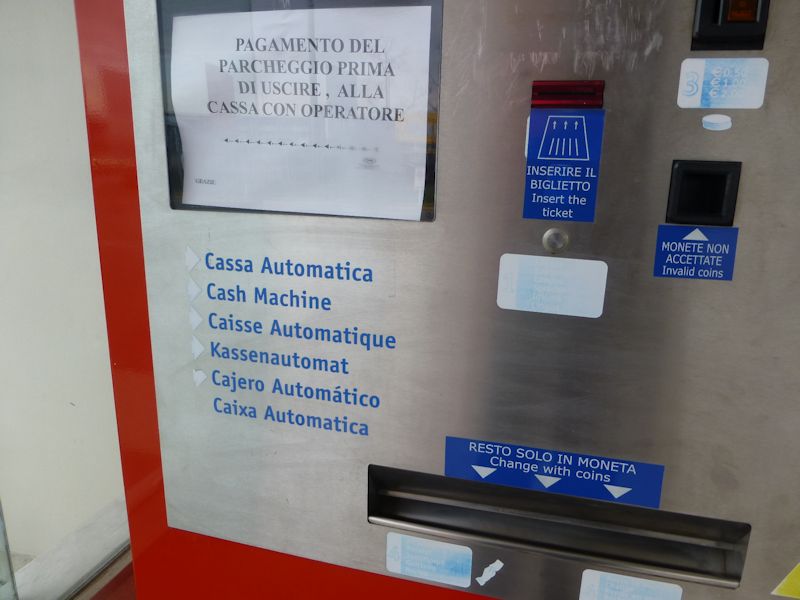 PAGAMENTO DEL
PARCHEGGIO PRIMA
DI USCIRE , ALLA
CASSA CON OPERATORE
GRAZIE
Cassa Automatica
Cash Machine
Caisse Automatique
Kassenautomat
Cajero Automático
Caixa Automatica
INSERIRE IL
BIGLIETTO
Insert the
ticket
3
MONETE NON
ACCETTATE
Invalid coins
RESTO SOLO IN MONETA
Change with coins